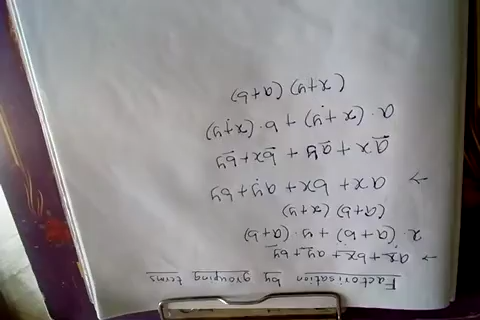 Factorisation by grouping terms
→ ax + bx + ay + by
x · (a+b) + y · (a+b)
(a+b) (x+y)
→ ax + bx + ay + by
ax + ay + bx + by
a · (x+y) + b · (x+y)
(x+y) (a+b)